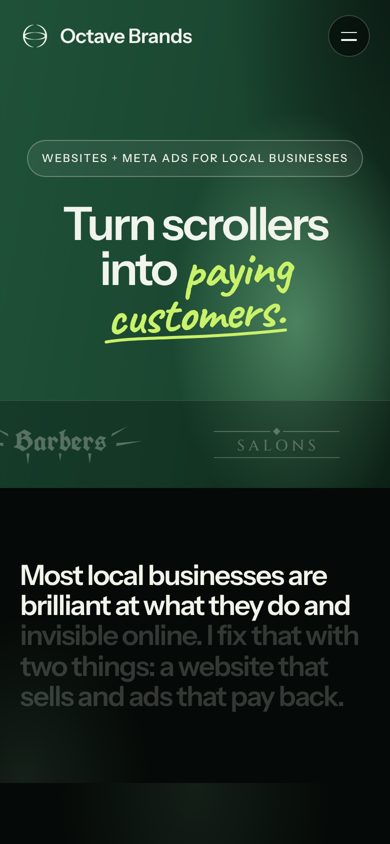 Octave Brands
WEBSITES + META ADS FOR LOCAL BUSINESSES
Turn scrollers
into paying
customers.
Barbers
SALONS
Most local businesses are
brilliant at what they do and
invisible online. I fix that with
two things: a website that
sells and ads that pay back.